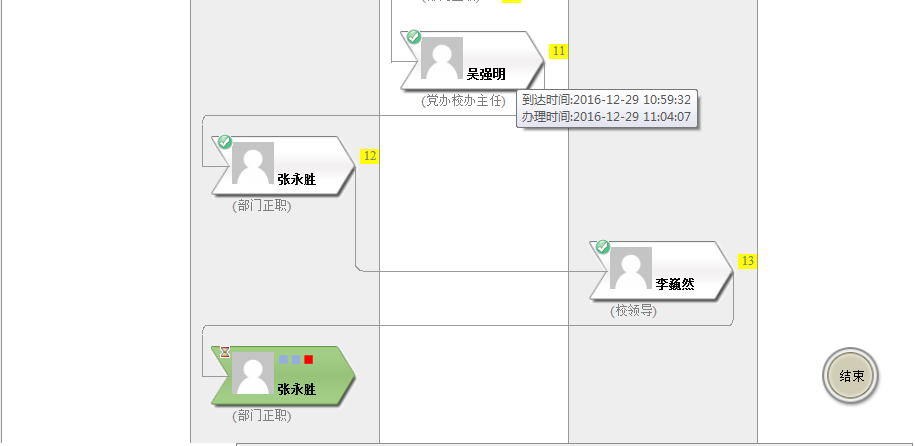 11
吴强明
(党办校办主任)
到达时间:2016-12-29 10:59:32
办理时间:2016-12-29 11:04:07
12
张永胜
(部门正职)
13
李巍然
(校领导)
张永胜
(部门正职)
结束